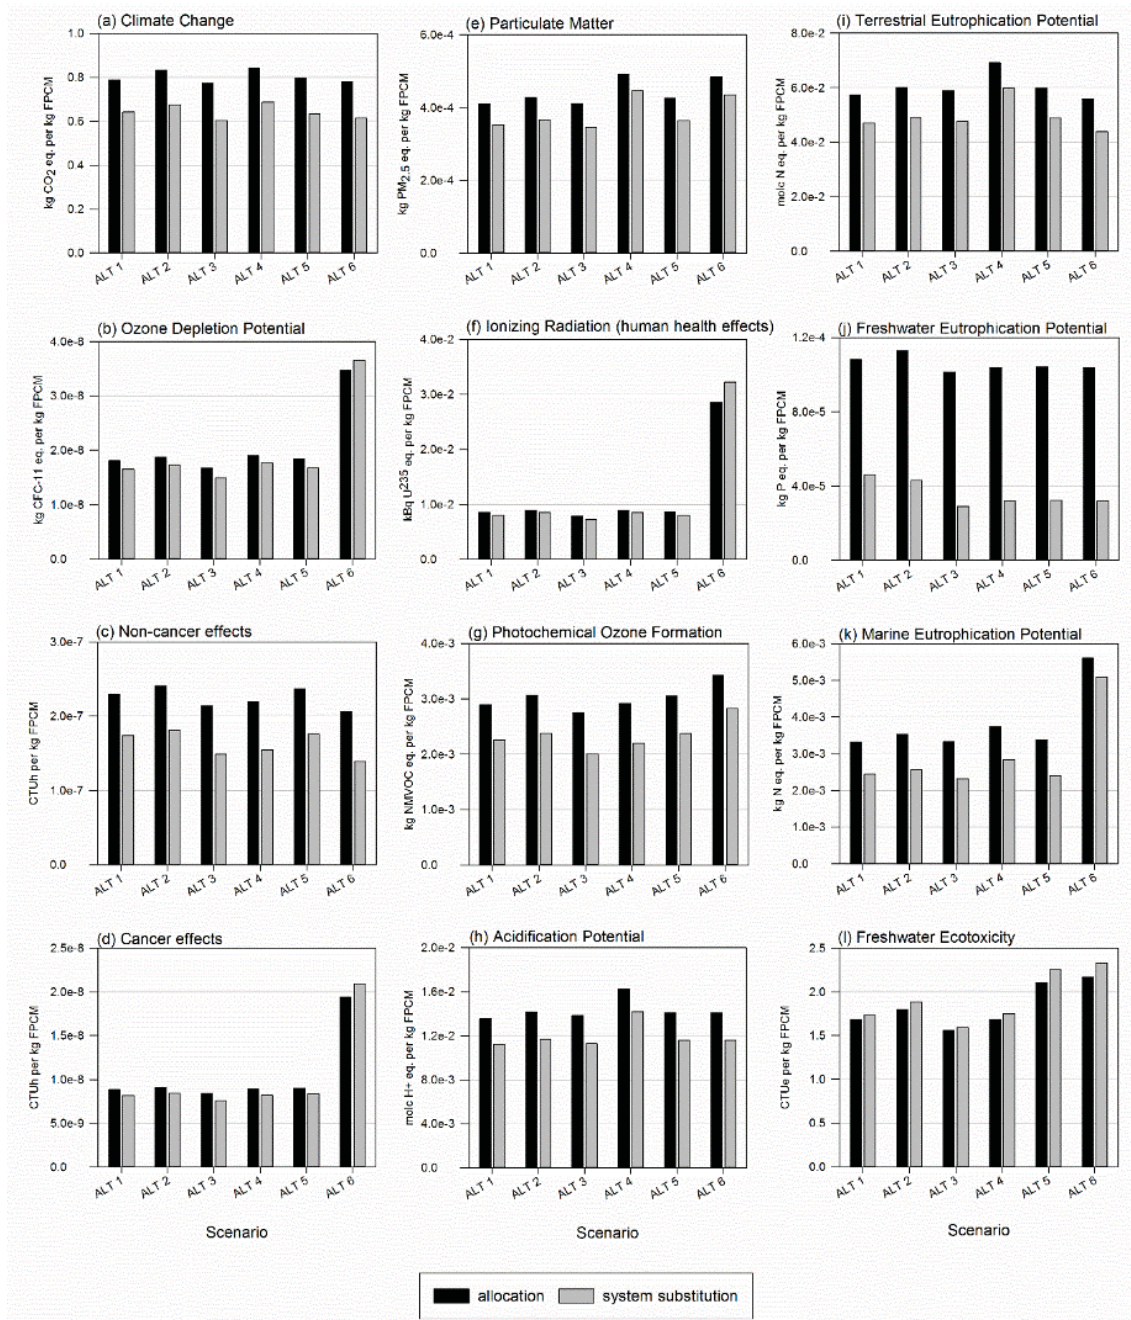 (a) Climate Change
kg CO2 eq. per kg FPCM
1.0
0.8
0.6
0.4
0.2
0.0
ALT 1
ALT 2
ALT 3
ALT 4
ALT 5
ALT 6
(e) Particulate Matter
kg PM2.5 eq. per kg FPCM
6.0e-4
4.0e-4
2.0e-4
0.0
ALT 1
ALT 2
ALT 3
ALT 4
ALT 5
ALT 6
(i) Terrestrial Eutrophication Potential
molc N eq. per kg FPCM
8.0e-2
6.0e-2
4.0e-2
2.0e-2
0.0
ALT 1
ALT 2
ALT 3
ALT 4
ALT 5
ALT 6
(b) Ozone Depletion Potential
kg CFC-11 eq. per kg FPCM
4.0e-8
3.0e-8
2.0e-8
1.0e-8
0.0
ALT 1
ALT 2
ALT 3
ALT 4
ALT 5
ALT 6
(f) Ionizing Radiation (human health effects)
kBq U235 eq. per kg FPCM
4.0e-2
3.0e-2
2.0e-2
1.0e-2
0.0
ALT 1
ALT 2
ALT 3
ALT 4
ALT 5
ALT 6
(j) Freshwater Eutrophication Potential
kg P eq. per kg FPCM
1.2e-4
8.0e-5
4.0e-5
0.0
ALT 1
ALT 2
ALT 3
ALT 4
ALT 5
ALT 6
(c) Non-cancer effects
CTUh per kg FPCM
3.0e-7
2.0e-7
1.0e-7
0.0
ALT 1
ALT 2
ALT 3
ALT 4
ALT 5
ALT 6
(g) Photochemical Ozone Formation
kg NMVOC eq. per kg FPCM
4.0e-3
3.0e-3
2.0e-3
1.0e-3
0.0
ALT 1
ALT 2
ALT 3
ALT 4
ALT 5
ALT 6
(k) Marine Eutrophication Potential
kg N eq. per kg FPCM
6.0e-3
5.0e-3
4.0e-3
3.0e-3
2.0e-3
1.0e-3
0.0
ALT 1
ALT 2
ALT 3
ALT 4
ALT 5
ALT 6
(d) Cancer effects
CTUh per kg FPCM
2.5e-8
2.0e-8
1.5e-8
1.0e-8
5.0e-9
0.0
ALT 1
ALT 2
ALT 3
ALT 4
ALT 5
ALT 6
Scenario
(h) Acidification Potential
molc H+ eq. per kg FPCM
2.0e-2
1.6e-2
1.2e-2
8.0e-3
4.0e-3
0.0
ALT 1
ALT 2
ALT 3
ALT 4
ALT 5
ALT 6
Scenario
(l) Freshwater Ecotoxicity
CTUe per kg FPCM
2.5
2.0
1.5
1.0
0.5
0.0
ALT 1
ALT 2
ALT 3
ALT 4
ALT 5
ALT 6
Scenario
allocation
system substitution